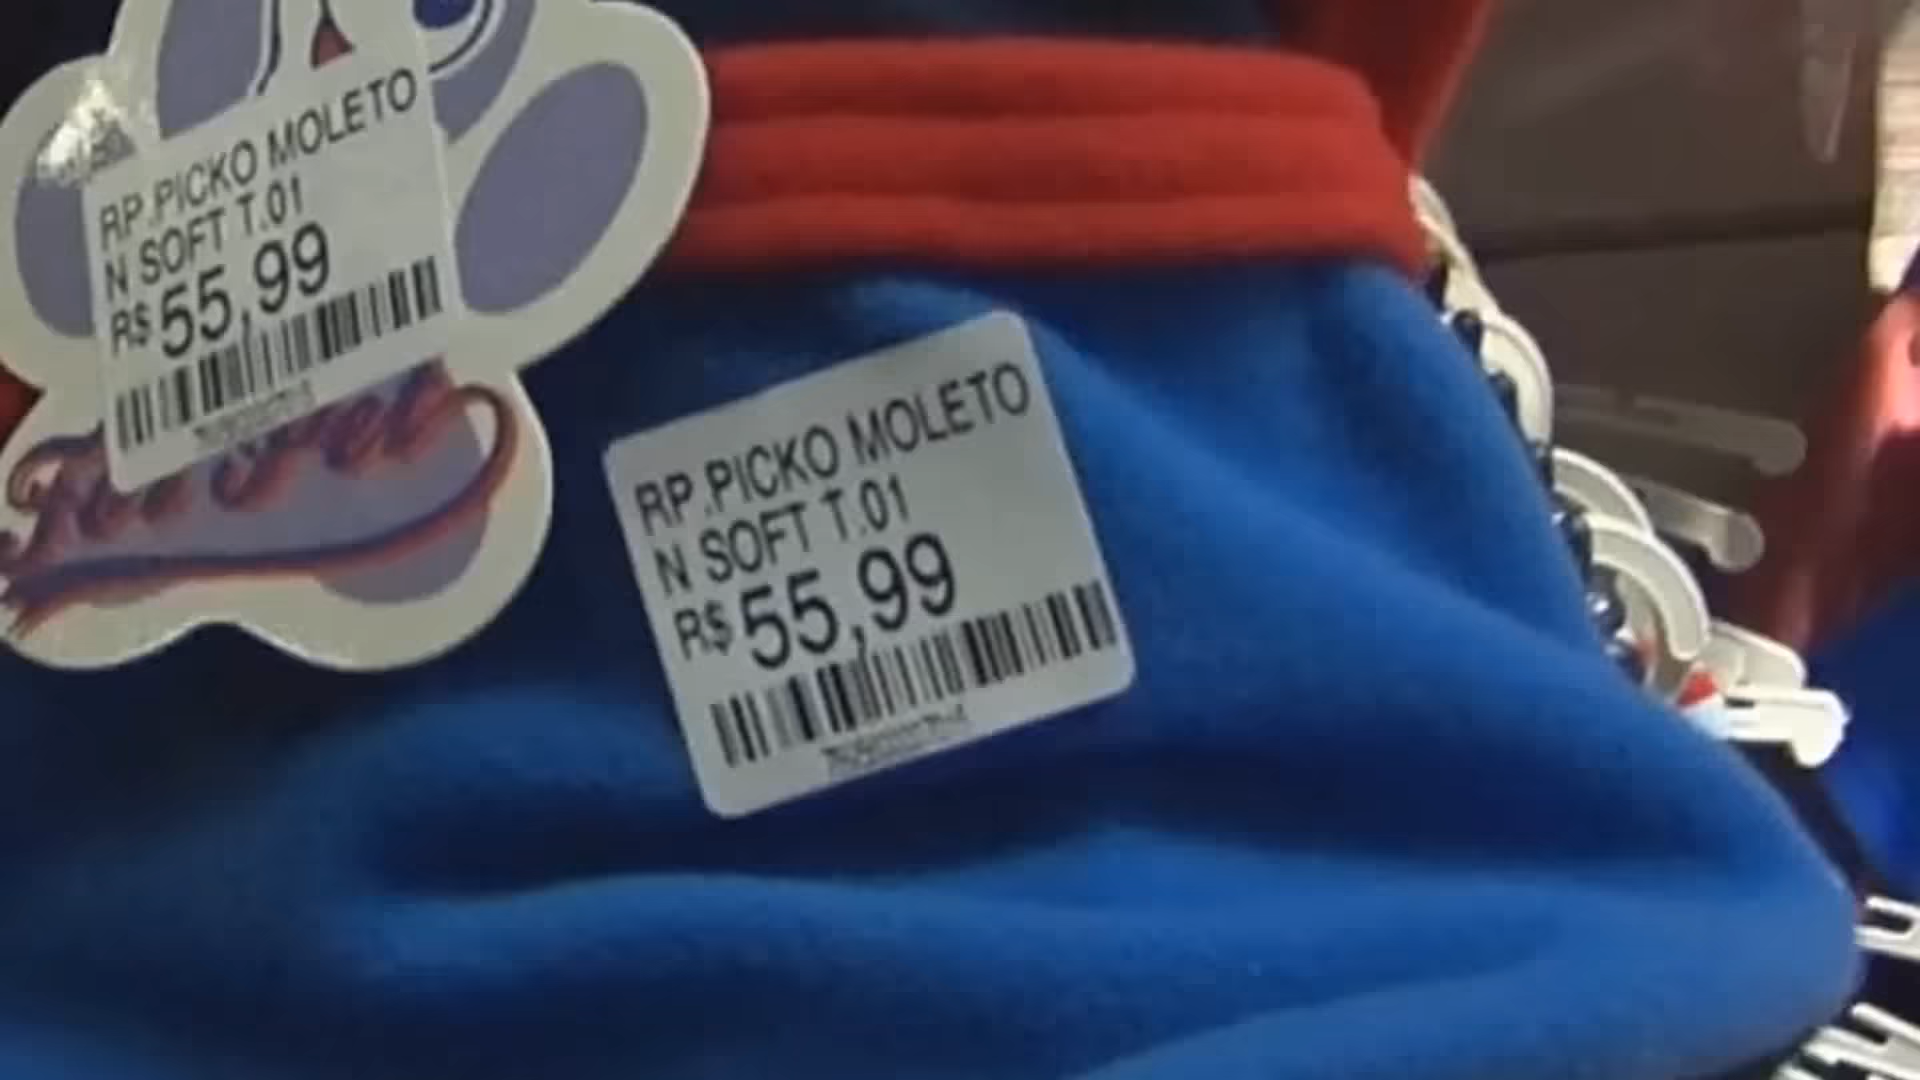 RP.PICKO MOLETO
N SOFT T.01
R$55,99
RP.PICKO MOLETO
N SOFT T.01
R$55,99